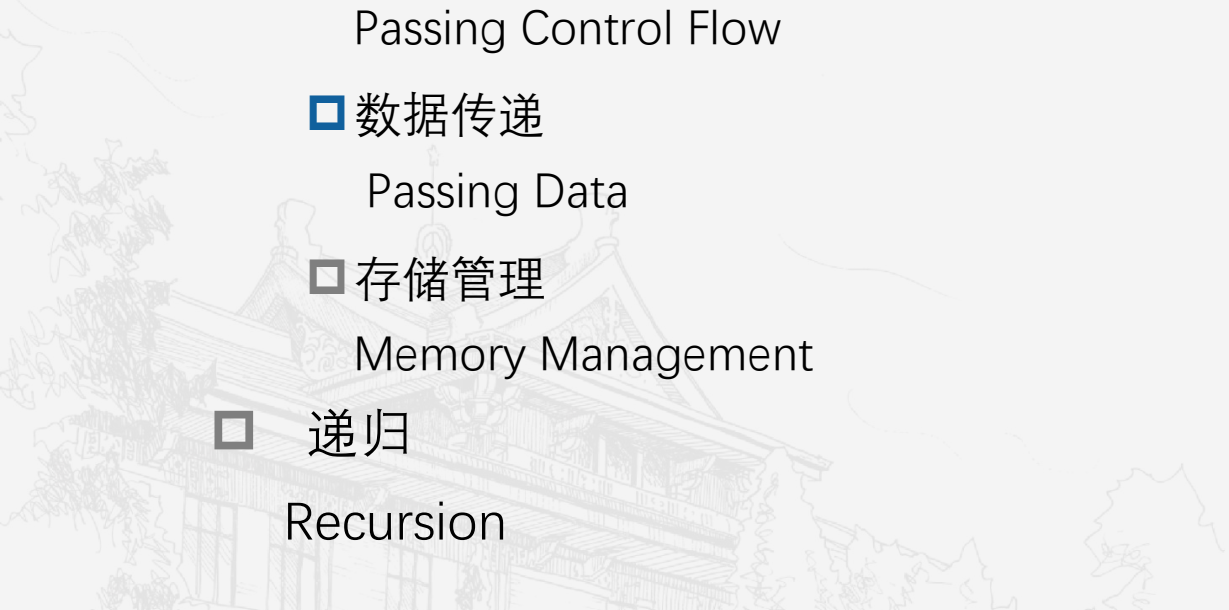 Passing Control Flow
数据传递
Passing Data
存储管理
Memory Management
递归
Recursion